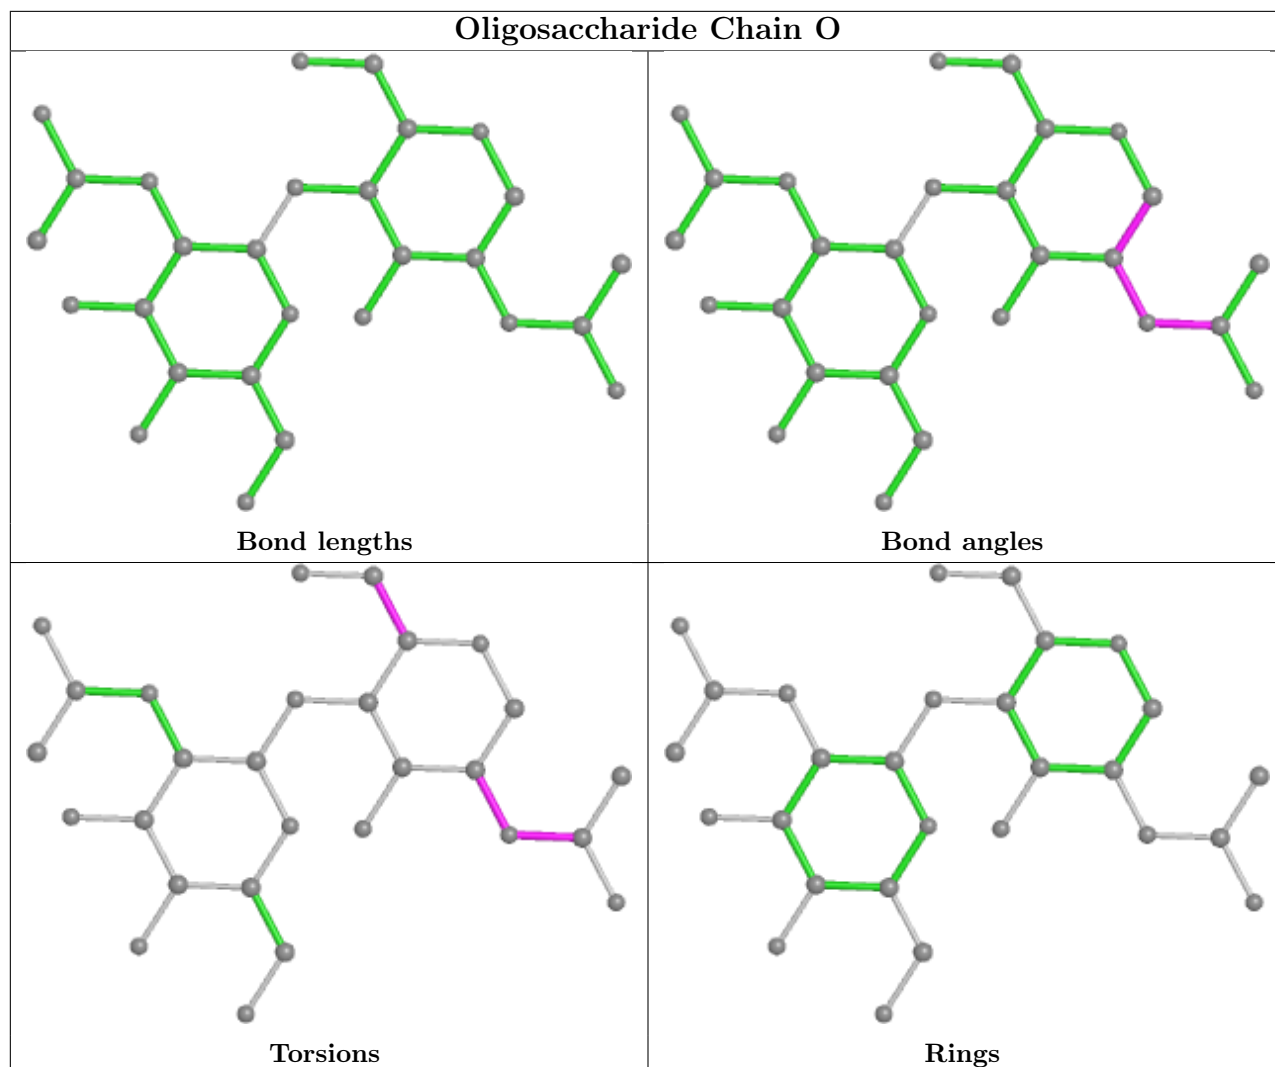 Oligosaccharide Chain O
Bond lengths
Bond angles
Torsions
Rings